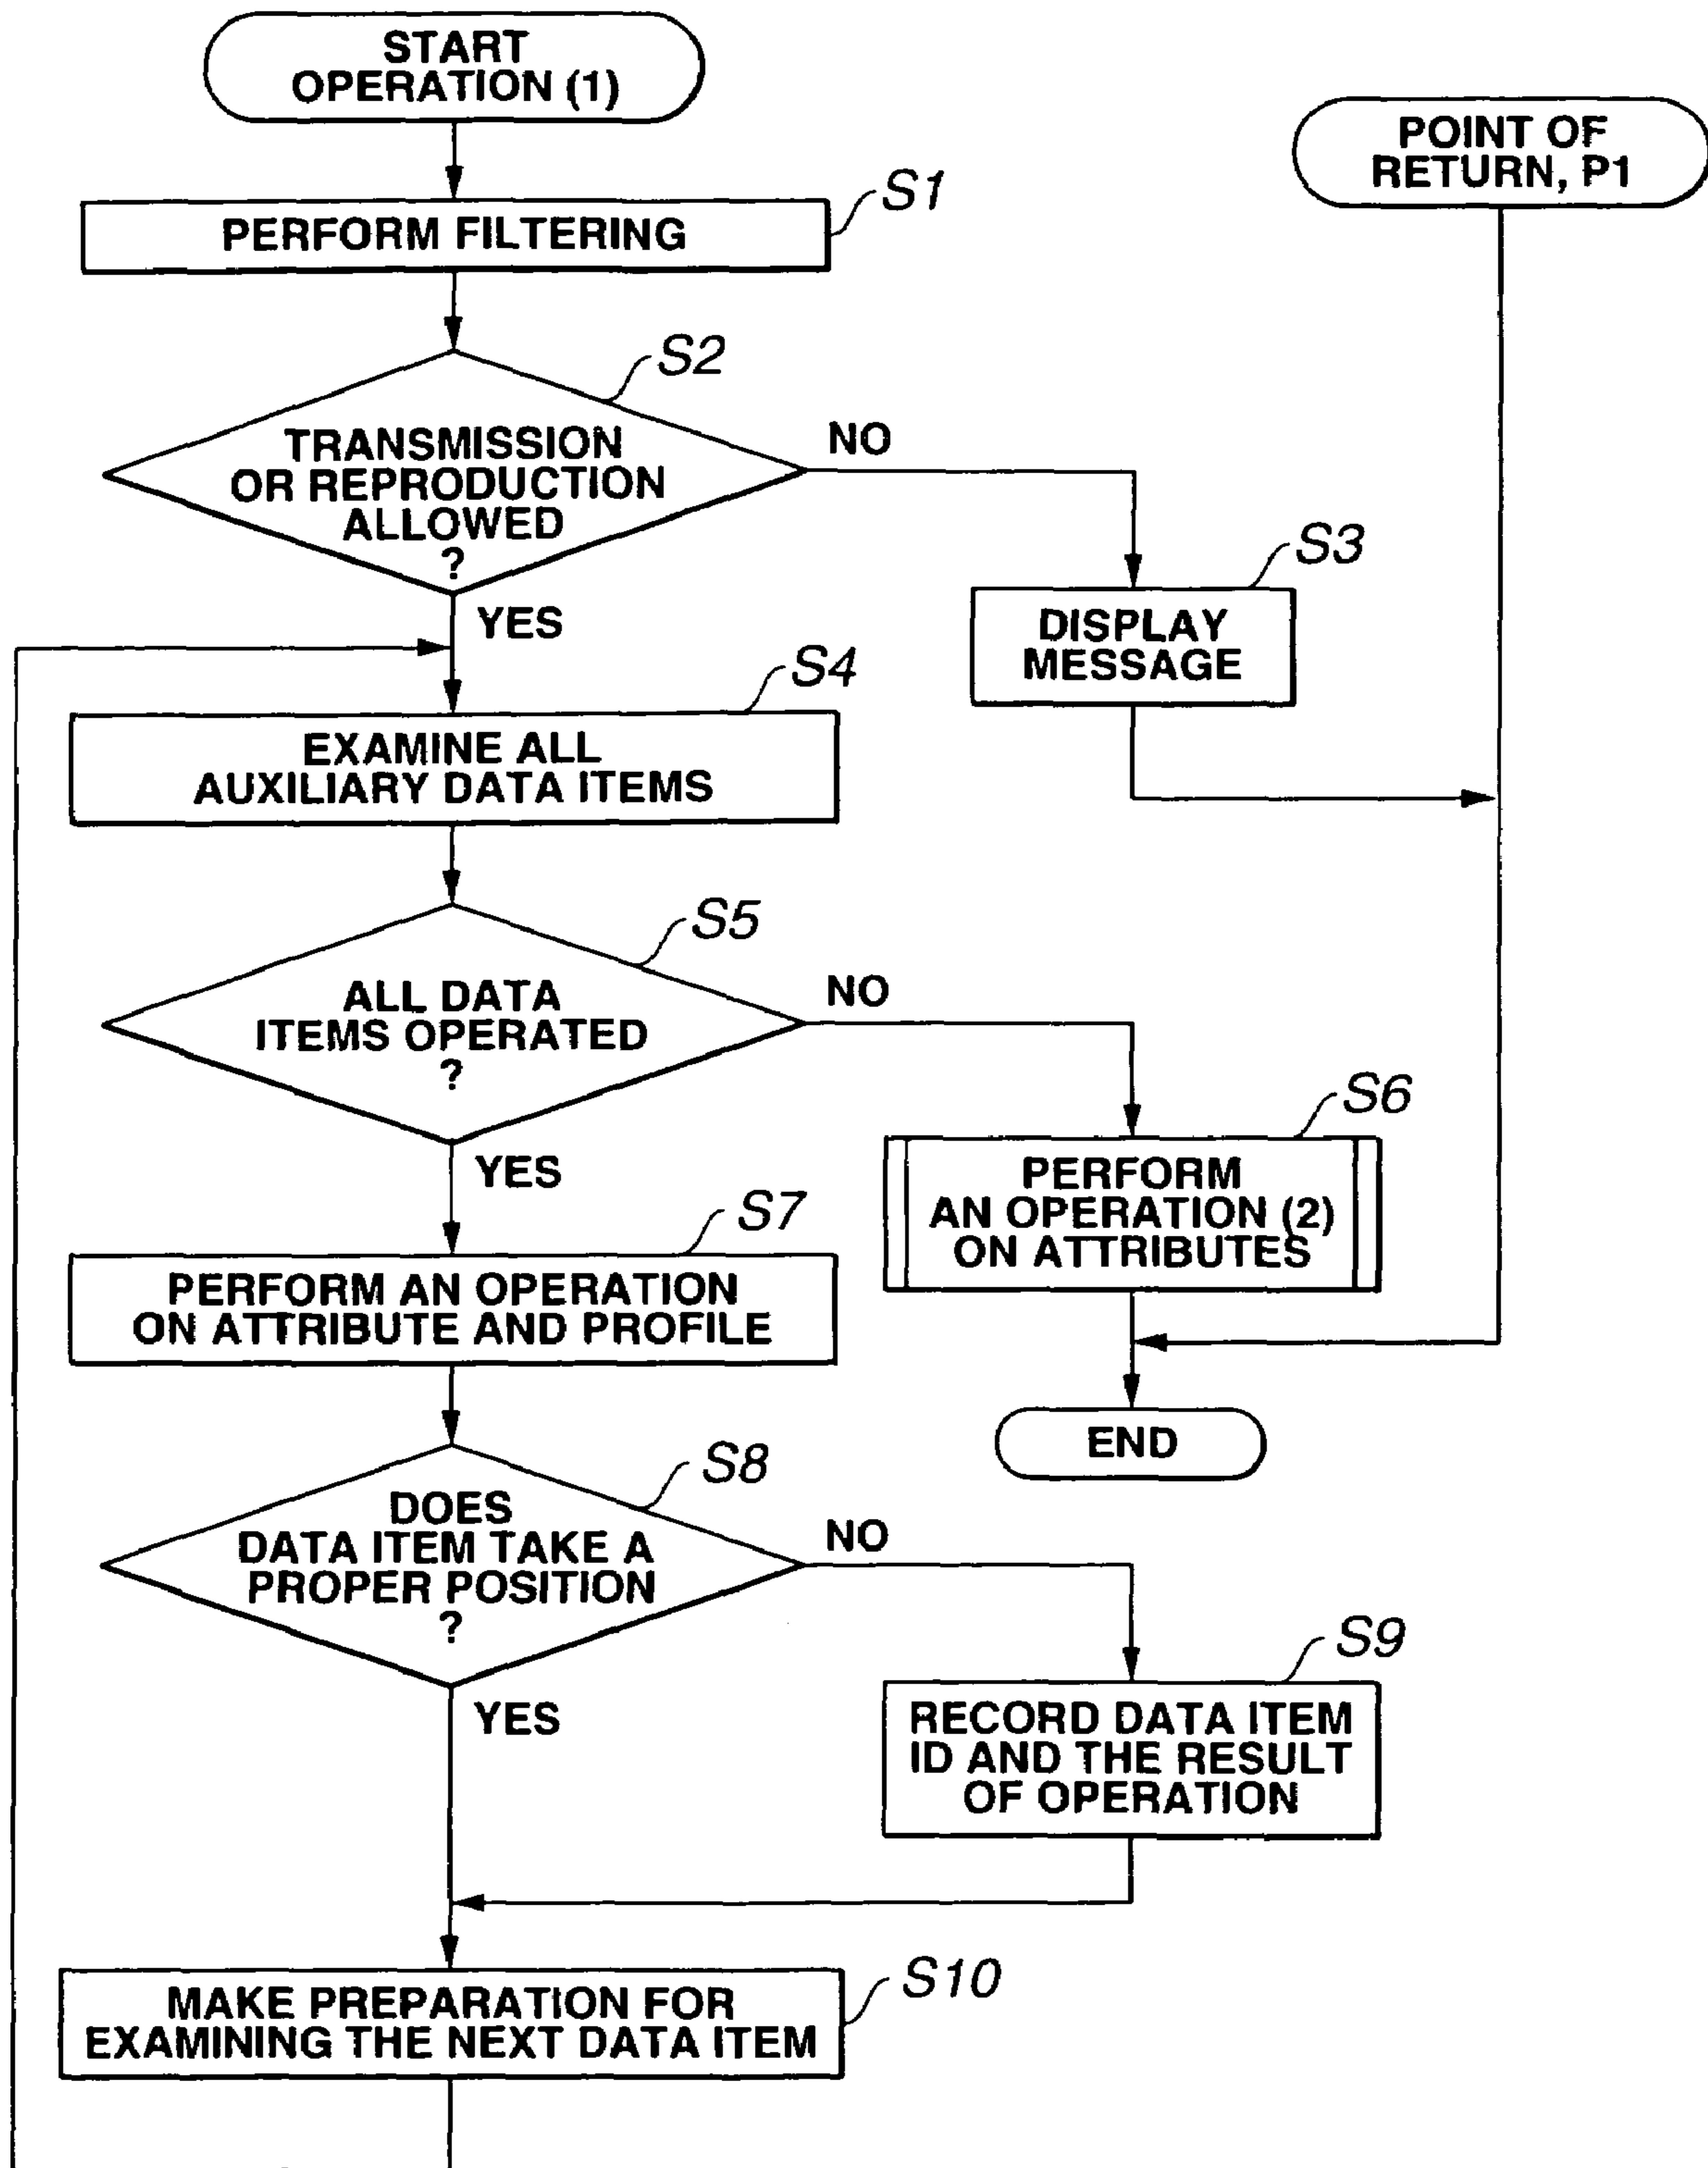 START
OPERATION (1)
POINT OF
RETURN, P1
S1
PERFORM FILTERING
S2
TRANSMISSION
OR REPRODUCTION
ALLOWED
?
NO
YES
S3
DISPLAY
MESSAGE
S4
EXAMINE ALL
AUXILIARY DATA ITEMS
S5
ALL DATA
ITEMS OPERATED
?
NO
YES
S6
PERFORM
AN OPERATION (2)
ON ATTRIBUTES
S7
PERFORM AN OPERATION
ON ATTRIBUTE AND PROFILE
END
S8
DOES
DATA ITEM TAKE A
PROPER POSITION
?
NO
YES
S9
RECORD DATA ITEM
ID AND THE RESULT
OF OPERATION
S10
MAKE PREPARATION FOR
EXAMINING THE NEXT DATA ITEM